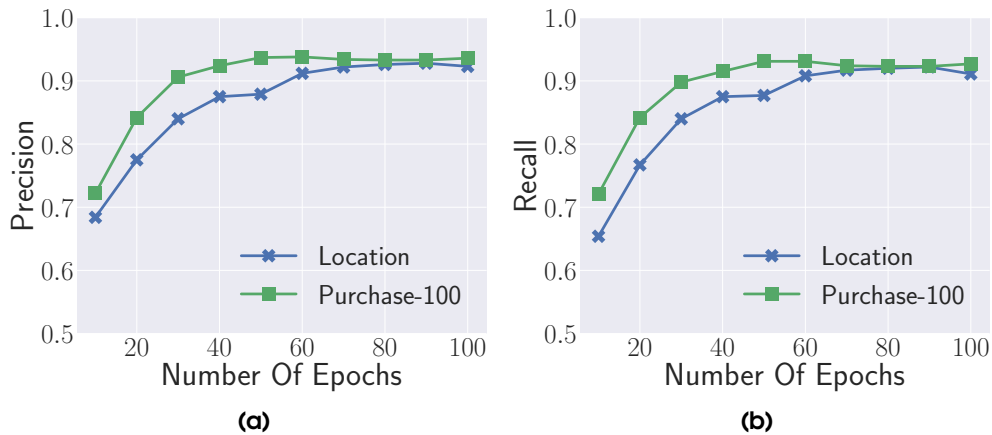 1.0
0.9
0.8
0.7
0.6
0.5
Precision
Location
Purchase-100
20 40 60 80 100
Number Of Epochs
(a)
1.0
0.9
0.8
0.7
0.6
0.5
Recall
Location
Purchase-100
20 40 60 80 100
Number Of Epochs
(b)